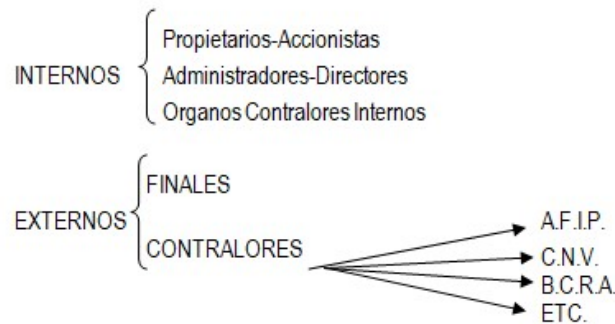 Propietarios-Accionistas
INTERNOS
Administradores-Directores
Organos Contralores Internos
FINALES
EXTERNOS
CONTRALORES
A.F.I.P.
C.N.V.
B.C.R.A.
ETC.